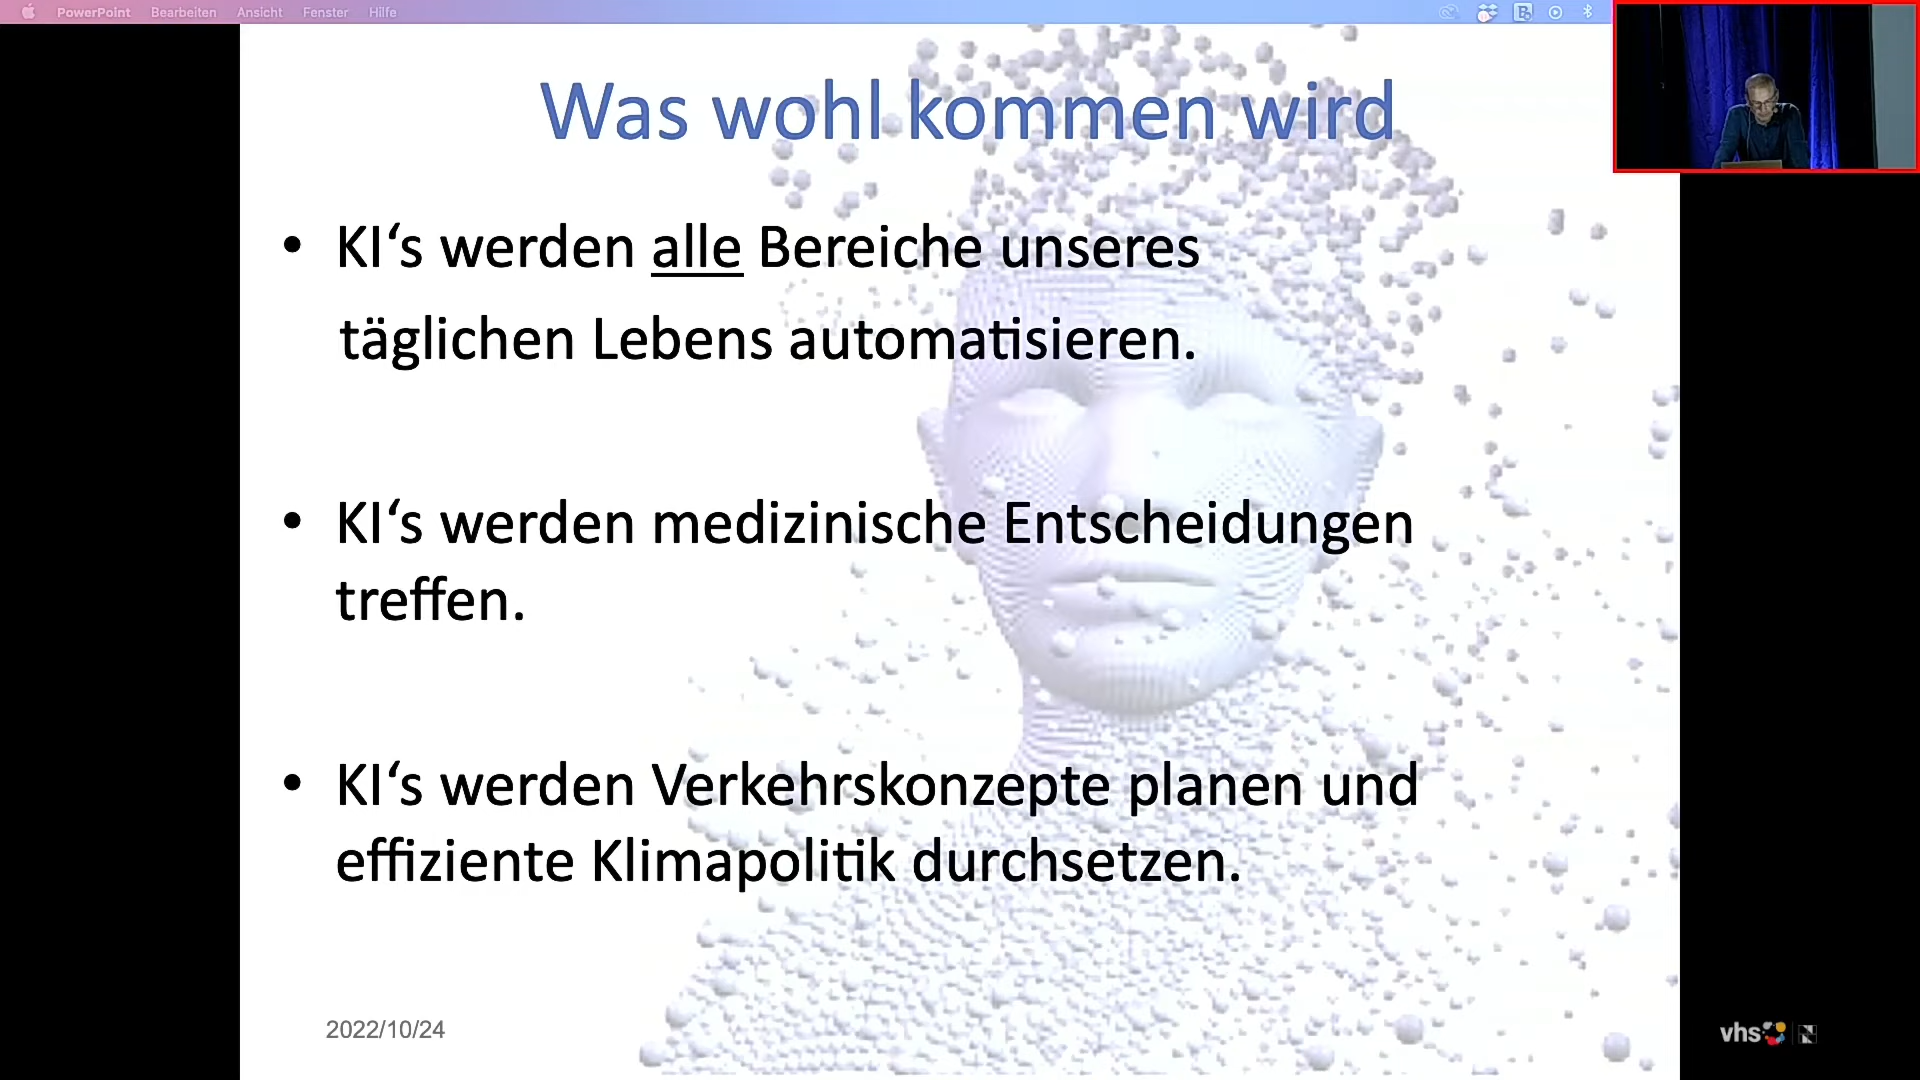 PowerPoint Bearbeiten Ansicht Fenster Hilfe
Was wohl kommen wird
• KI‘s werden alle Bereiche unseres
täglichen Lebens automatisieren.
• KI‘s werden medizinische Entscheidungen
treffen.
• KI‘s werden Verkehrskonzepte planen und
effiziente Klimapolitik durchsetzen.
2022/10/24
vhs